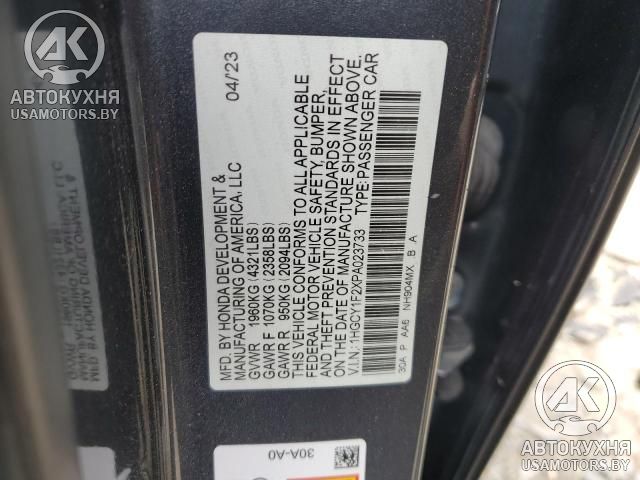 АК
АВТОКУХНЯ
USAMOTORS.BY
MFD. BY HONDA DEVELOPMENT & 04/23
MANUFACTURING OF AMERICA, LLC
GVWR 1960KG (4321LBS)
GAWR F 1070KG (2358LBS)
GAWR R 950KG (2094LBS)
THIS VEHICLE CONFORMS TO ALL APPLICABLE
FEDERAL MOTOR VEHICLE SAFETY, BUMPER,
AND THEFT PREVENTION STANDARDS IN EFFECT
ON THE DATE OF MANUFACTURE SHOWN ABOVE.
V.I.N.: 1HGCY1F2XPA023733 TYPE: PASSENGER CAR
30A P AA6 NH904MX B A
30A-A0
АК
АВТОКУХНЯ
USAMOTORS.BY